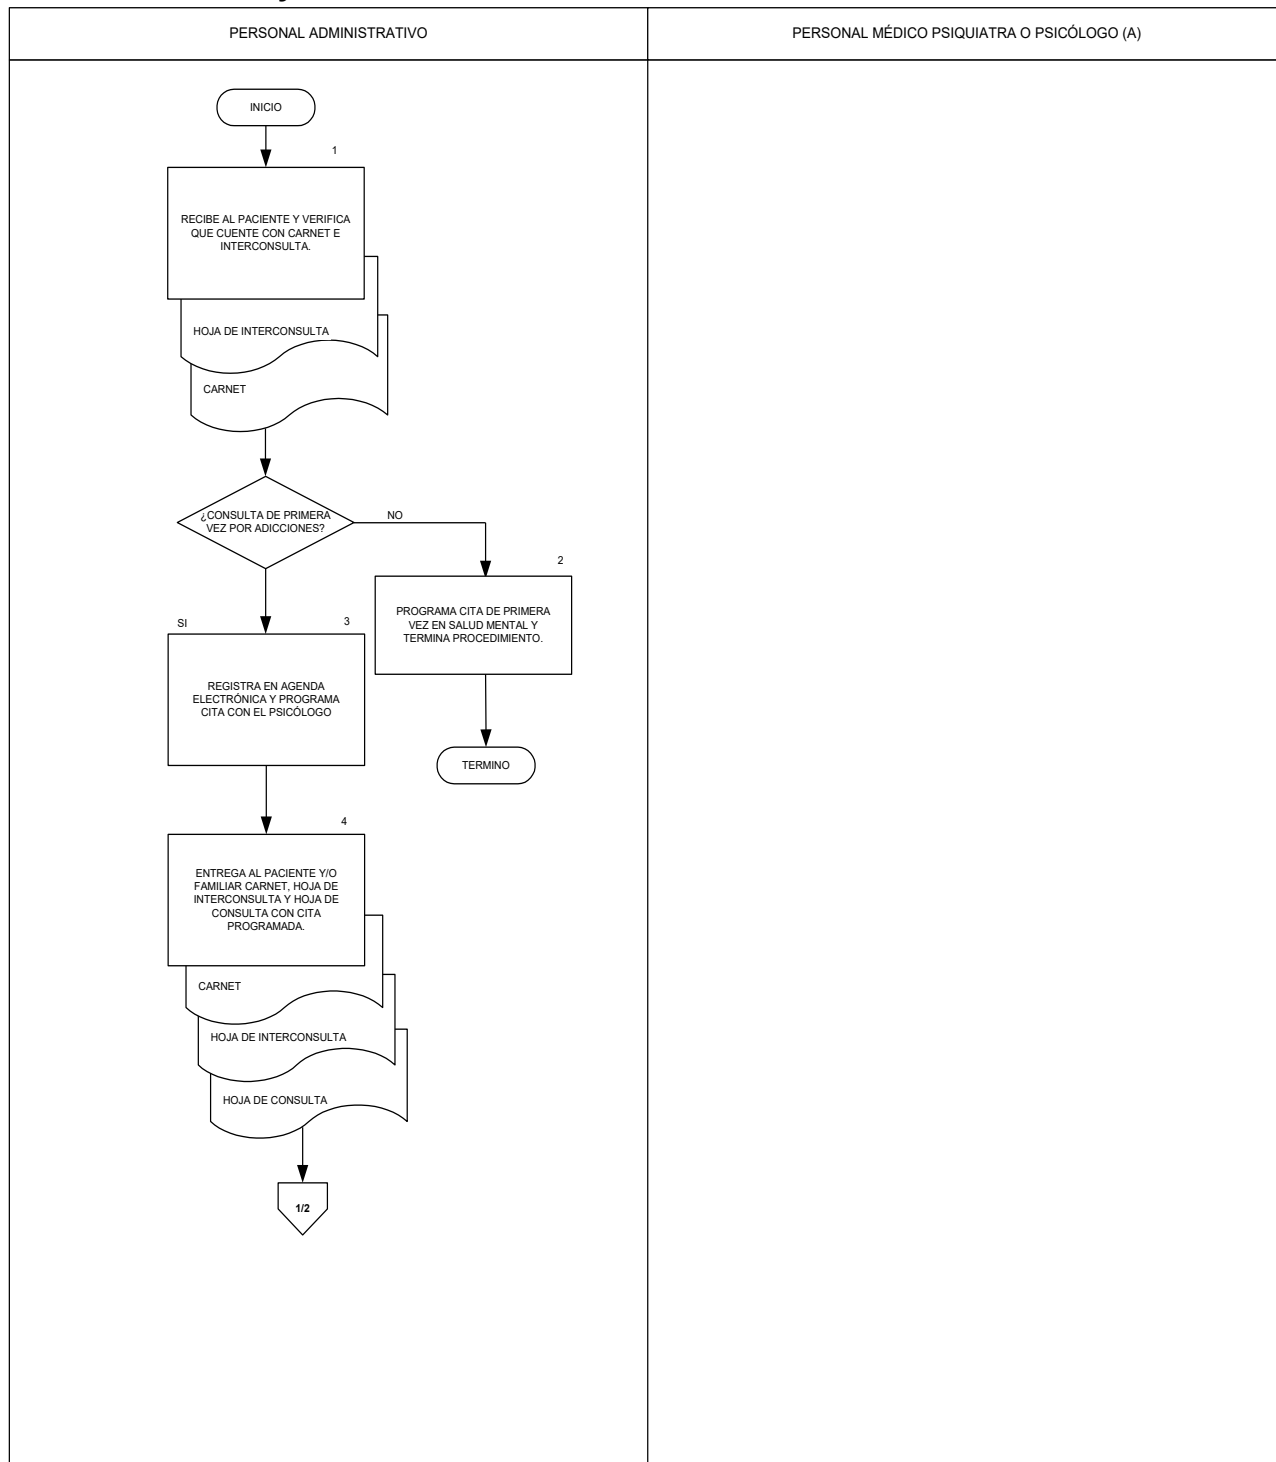 PERSONAL ADMINISTRATIVO
PERSONAL MÉDICO PSIQUIATRA O PSICÓLOGO (A)
INICIO
1
RECIBE AL PACIENTE Y VERIFICA
QUE CUENTE CON CARNET E
INTERCONSULTA.
HOJA DE INTERCONSULTA
CARNET
¿CONSULTA DE PRIMERA
VEZ POR ADICCIONES?
NO
2
PROGRAMA CITA DE PRIMERA
VEZ EN SALUD MENTAL Y
TERMINA PROCEDIMIENTO.
TERMINO
SI
3
REGISTRA EN AGENDA
ELECTRÓNICA Y PROGRAMA
CITA CON EL PSICÓLOGO
4
ENTREGA AL PACIENTE Y/O
FAMILIAR CARNET, HOJA DE
INTERCONSULTA Y HOJA DE
CONSULTA CON CITA
PROGRAMADA.
CARNET
HOJA DE INTERCONSULTA
HOJA DE CONSULTA
1/2